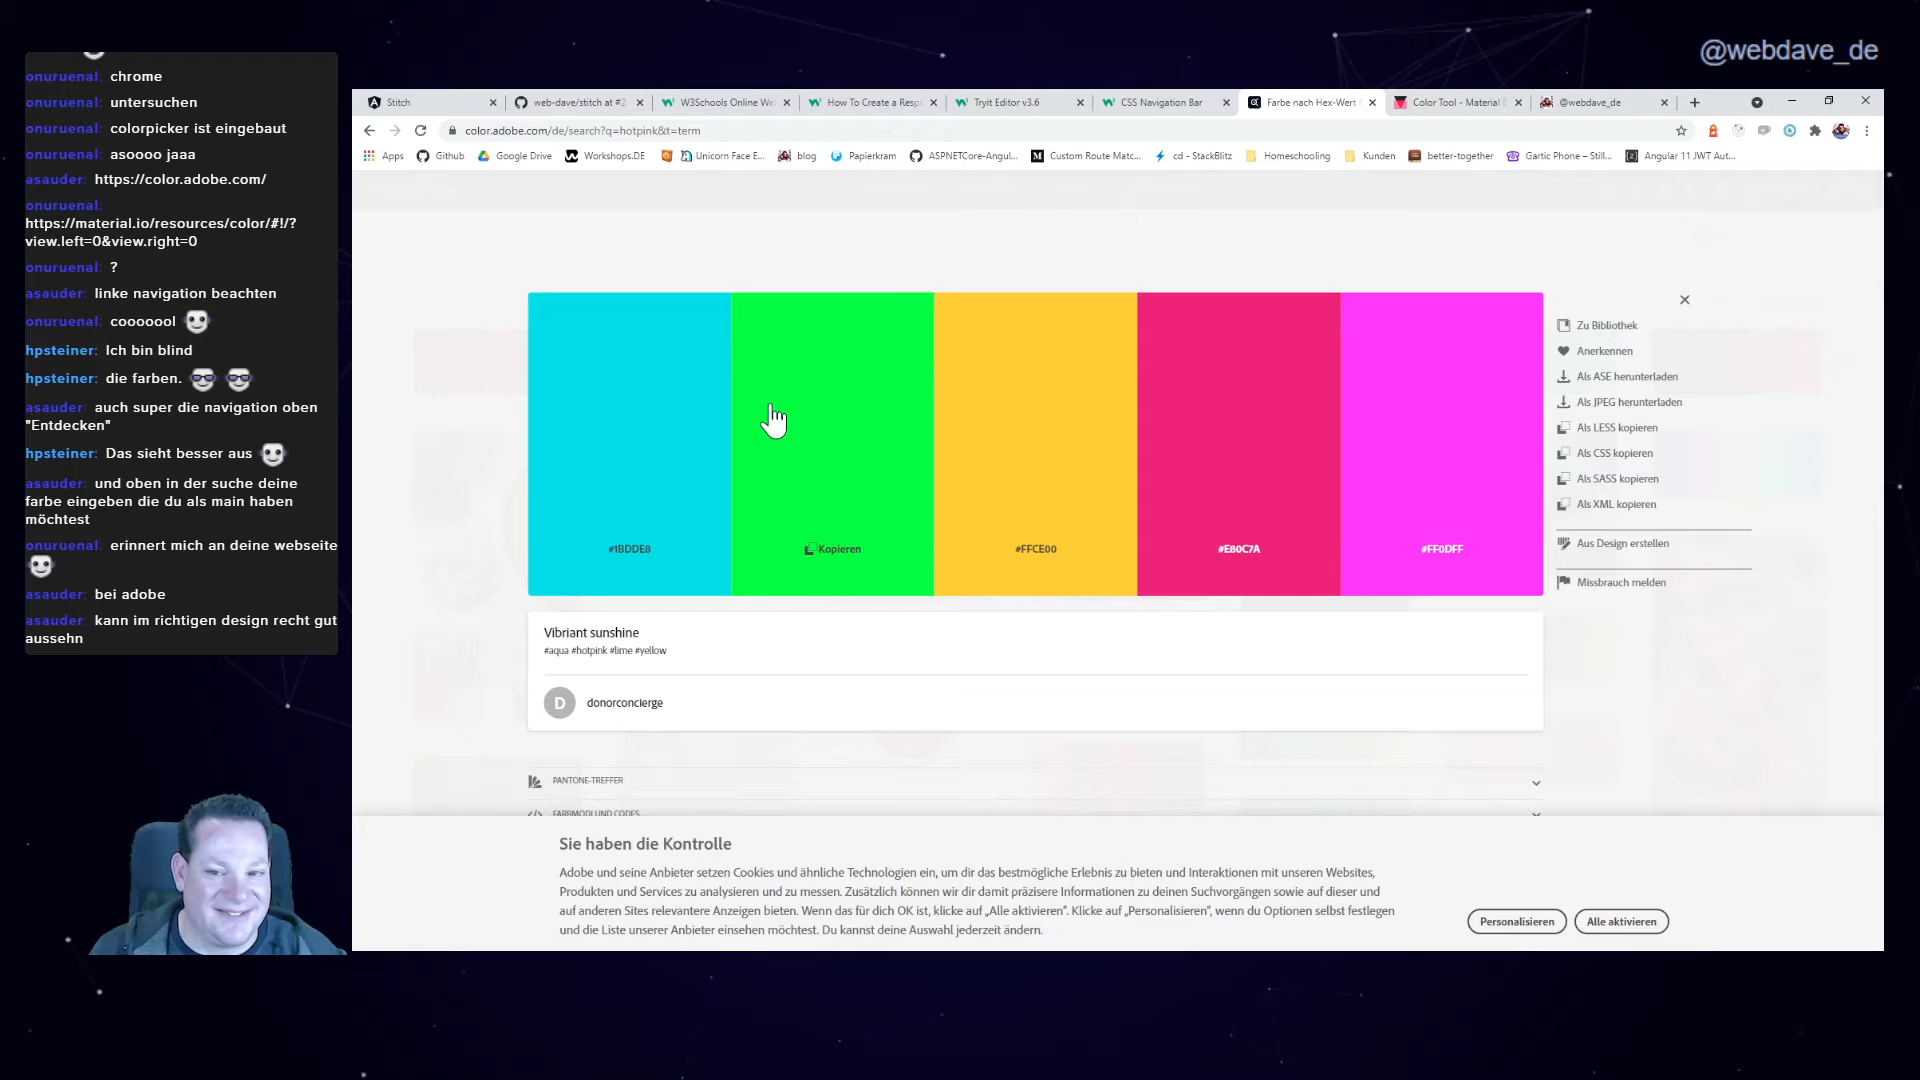 @webdave_de
onuruenal: chrome
onuruenal: untersuchen
onuruenal: colorpicker ist eingebaut
onuruenal: asoooo jaaa
asauder: https://color.adobe.com/
onuruenal:
https://material.io/resources/color/#!/?
view.left=0&view.right=0
onuruenal: ?
asauder: linke navigation beachten
onuruenal: cooooool
hpsteiner: Ich bin blind
hpsteiner: die farben.
asauder: auch super die navigation oben
"Entdecken"
hpsteiner: Das sieht besser aus
asauder: und oben in der suche deine
farbe eingeben die du als main haben
möchtest
onuruenal: erinnert mich an deine webseite
asauder: bei adobe
asauder: kann im richtigen design recht gut
aussehn
Stitch
web-dave/stitch at #2
W3Schools Online We
How To Create a Resp
Tryit Editor v3.6
CSS Navigation Bar
Farbe nach Hex-Wert
Color Tool - Material
@webdave_de
color.adobe.com/de/search?q=hotpink&t=term
Apps
Github
Google Drive
Workshops.DE
Unicorn Face E...
blog
Papierkram
ASPNETCore-Angul...
Custom Route Matc...
cd - StackBlitz
Homeschooling
Kunden
better-together
Gartic Phone – Still...
Angular 11 JWT Aut...
#1BDDE8
Kopieren
#FFCE00
#E80C7A
#FF0DFF
Zu Bibliothek
Anerkennen
Als ASE herunterladen
Als JPEG herunterladen
Als LESS kopieren
Als CSS kopieren
Als SASS kopieren
Als XML kopieren
Aus Design erstellen
Missbrauch melden
Vibriant sunshine
#aqua #hotpink #lime #yellow
D
donorconcierge
PANTONE-TREFFER
FARBMODI UND CODES
Sie haben die Kontrolle
Adobe und seine Anbieter setzen Cookies und ähnliche Technologien ein, um dir das bestmögliche Erlebnis zu bieten und Interaktionen mit unseren Websites,
Produkten und Services zu analysieren und zu messen. Zusätzlich können wir dir damit präzisere Informationen zu deinen Suchvorgängen sowie auf dieser und
auf anderen Sites relevantere Anzeigen bieten. Wenn das für dich OK ist, klicke auf „Alle aktivieren“. Klicke auf „Personalisieren“, wenn du Optionen selbst festlegen
und die Liste unserer Anbieter einsehen möchtest. Du kannst deine Auswahl jederzeit ändern.
Personalisieren
Alle aktivieren